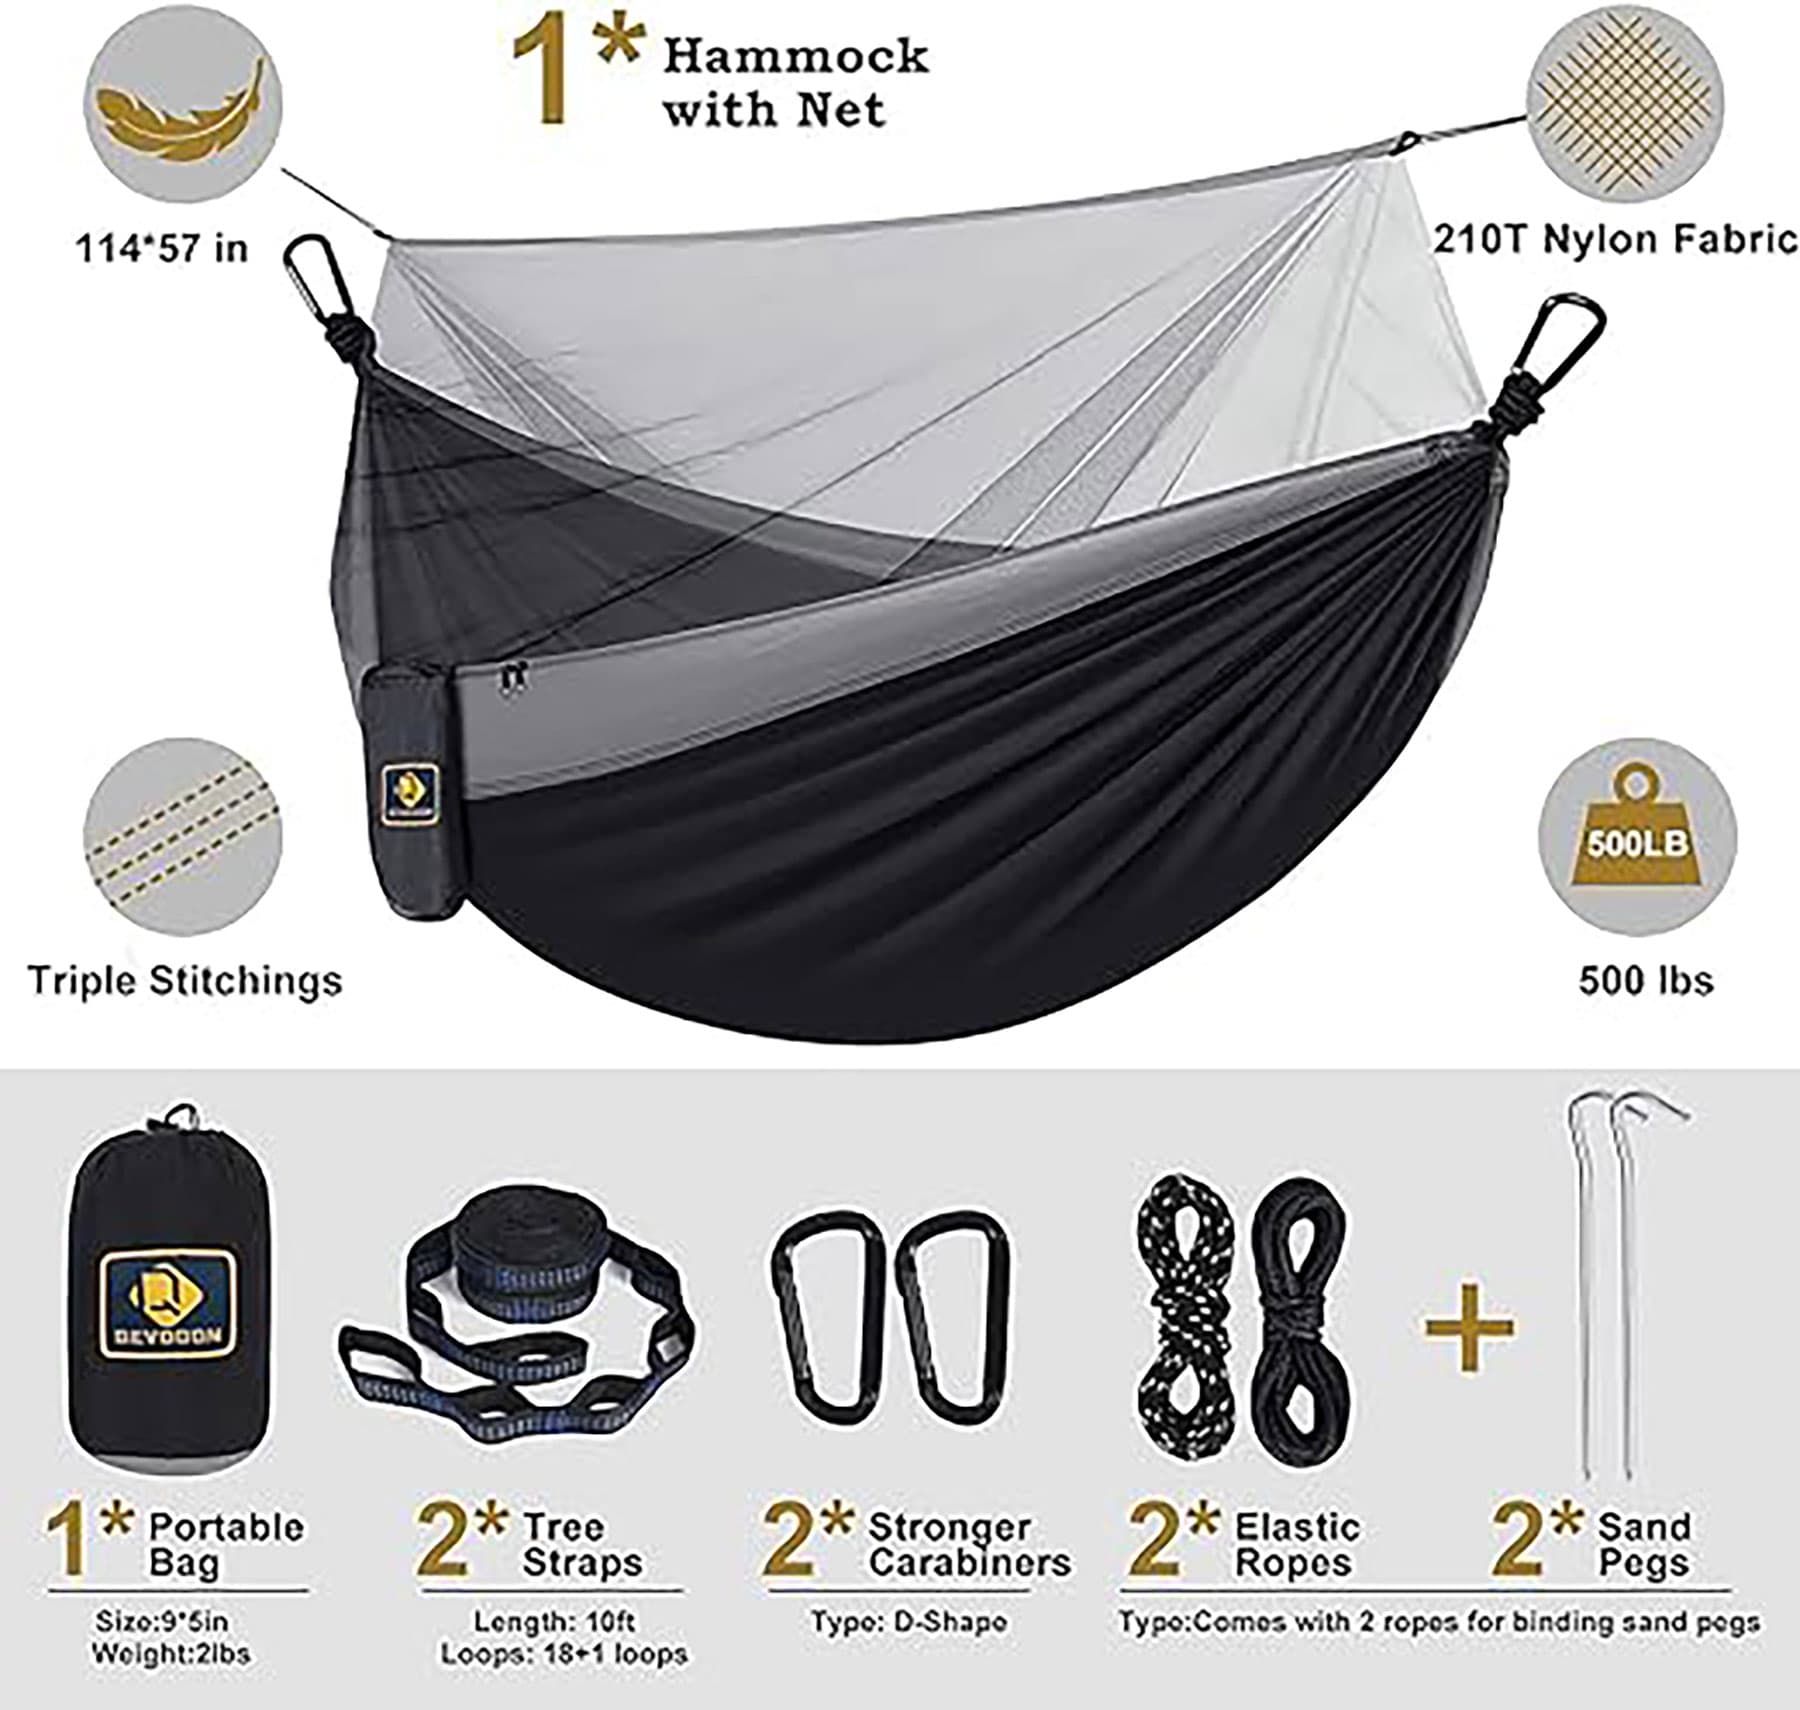 1* Hammock
with Net
114*57 in
210T Nylon Fabric
Triple Stitchings
500LB
500 lbs
1* Portable
Bag
Size:9*5in
Weight:2lbs
2* Tree
Straps
Length: 10ft
Loops: 18+1 loops
2* Stronger
Carabiners
Type: D-Shape
2* Elastic
Ropes
2* Sand
Pegs
Type:Comes with 2 ropes for binding sand pegs